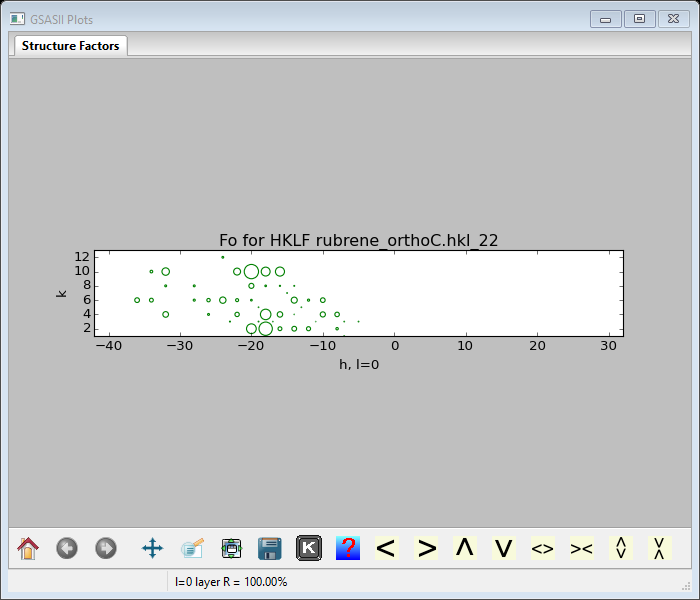 GSASII Plots
Structure Factors
Fo for HKLF rubrene_orthoC.hkl_22
12
10
8
6
4
2
k
−40 −30 −20 −10 0 10 20 30
h, l=0
K ? < > Λ V <> >< <> ><
l=0 layer R = 100.00%